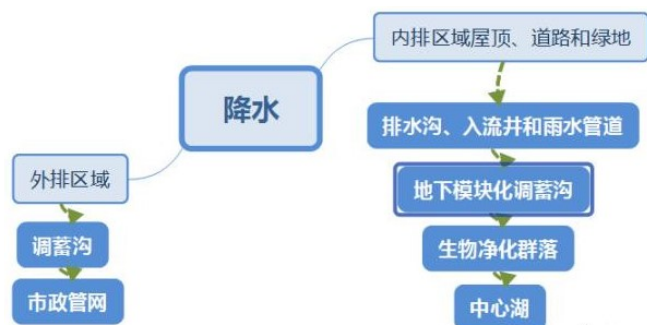 内排区域屋顶、道路和绿地
降水
排水沟、入流井和雨水管道
外排区域
地下模块化调蓄沟
调蓄沟
生物净化群落
市政管网
中心湖